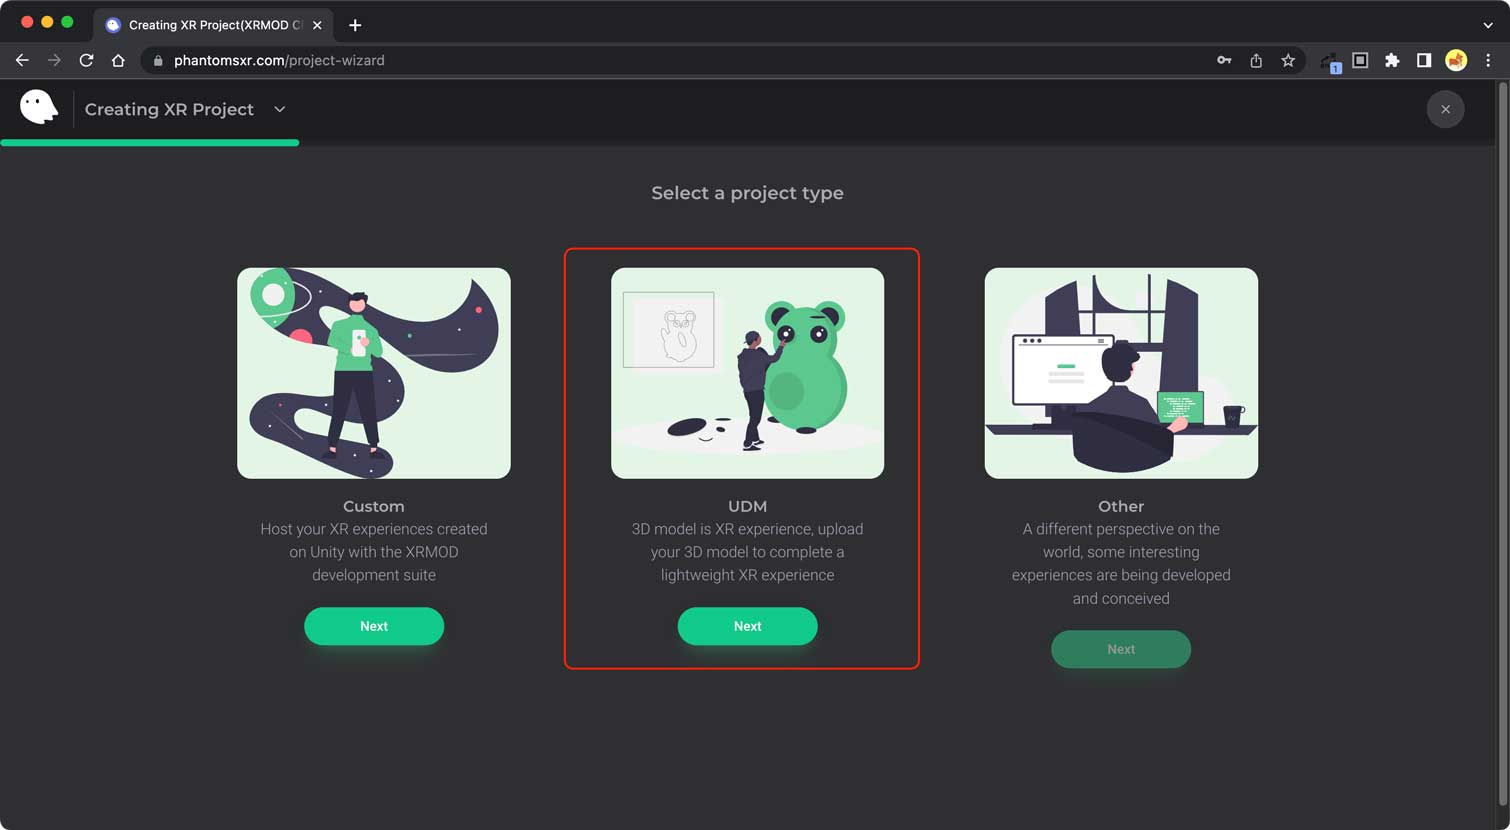 Creating XR Project(XRMOD C
phantomsxr.com/project-wizard
1
Creating XR Project
Select a project type
Custom
Host your XR experiences created
on Unity with the XRMOD
development suite
Next
UDM
3D model is XR experience, upload
your 3D model to complete a
lightweight XR experience
Next
Other
A different perspective on the
world, some interesting
experiences are being developed
and conceived
Next